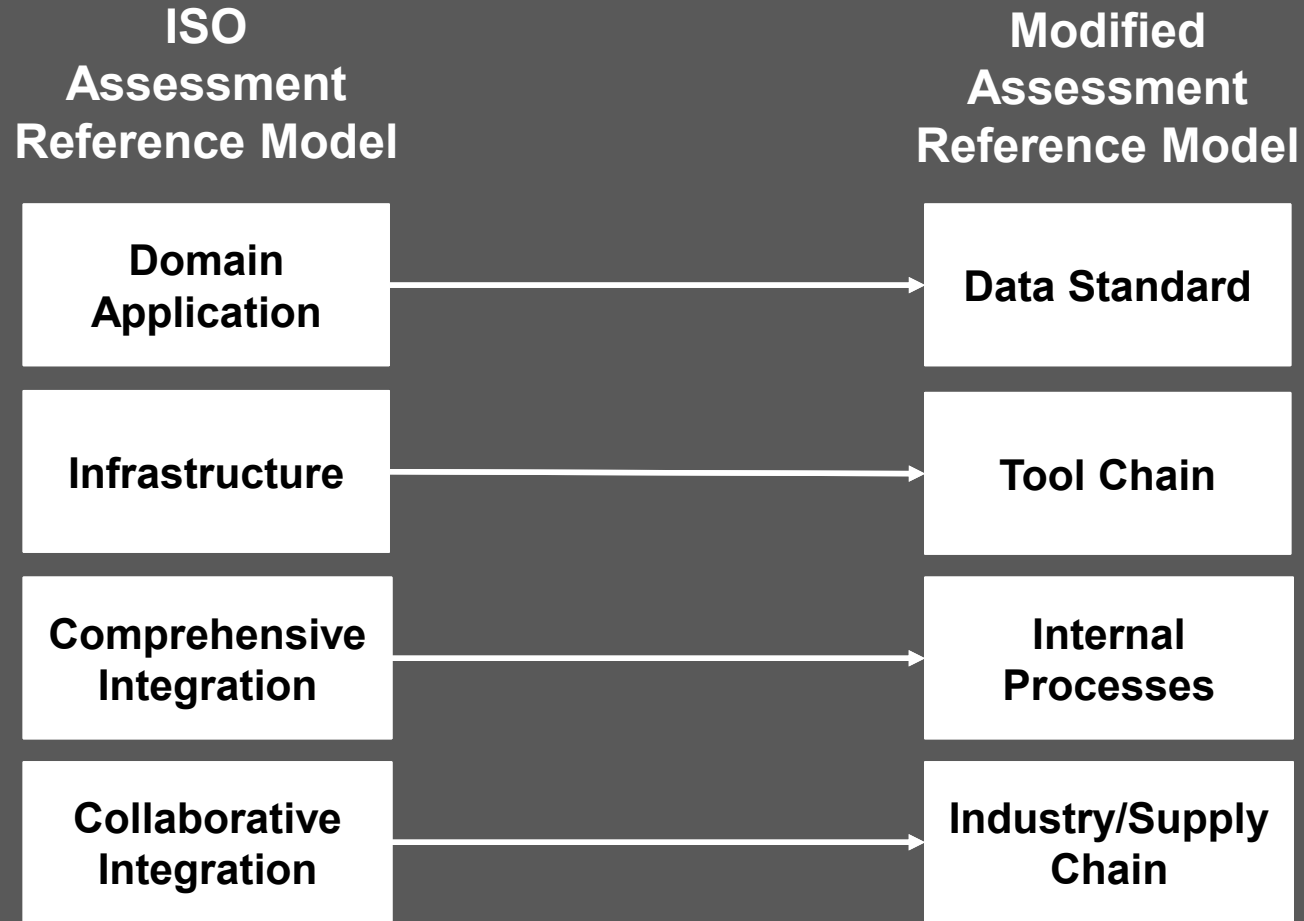 ISO
Assessment
Reference Model
Modified
Assessment
Reference Model
Domain
Application
Data Standard
Infrastructure
Tool Chain
Comprehensive
Integration
Internal
Processes
Collaborative
Integration
Industry/Supply
Chain